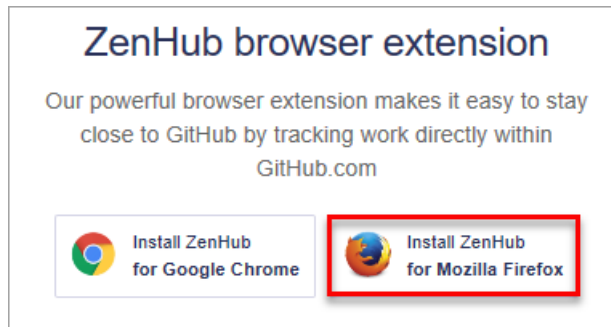 ZenHub browser extension
Our powerful browser extension makes it easy to stay
close to GitHub by tracking work directly within
GitHub.com
Install ZenHub
for Google Chrome
Install ZenHub
for Mozilla Firefox